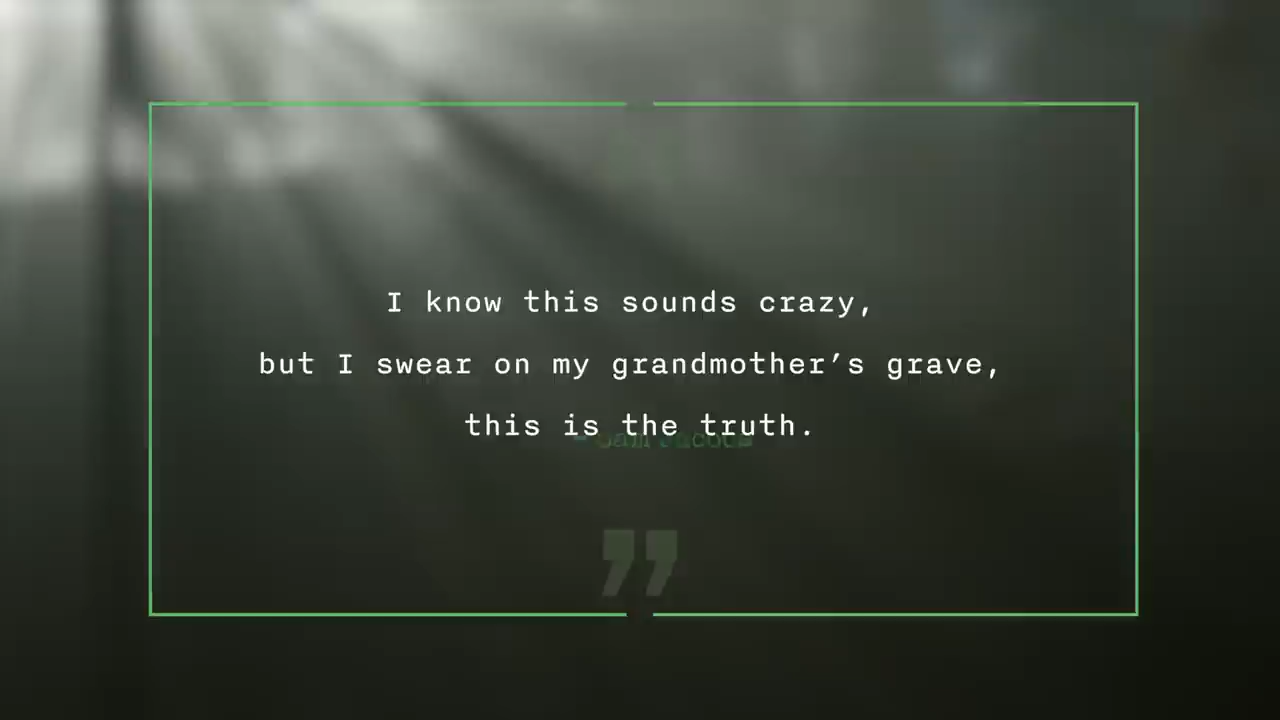 I know this sounds crazy,
but I swear on my grandmother’s grave,
this is the truth.